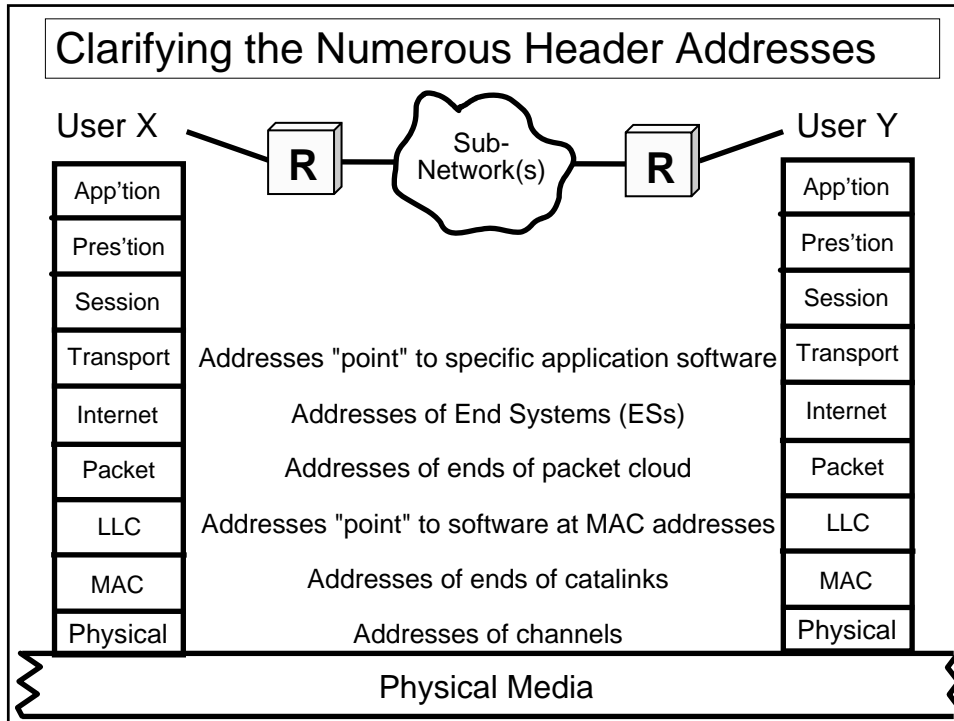 Clarifying the Numerous Header Addresses
User X
R
Sub-
Network(s)
R
User Y
App'tion
App'tion
Pres'tion
Pres'tion
Session
Session
Transport
Addresses "point" to specific application software
Transport
Internet
Addresses of End Systems (ESs)
Internet
Packet
Addresses of ends of packet cloud
Packet
LLC
Addresses "point" to software at MAC addresses
LLC
MAC
Addresses of ends of catalinks
MAC
Physical
Addresses of channels
Physical
Physical Media